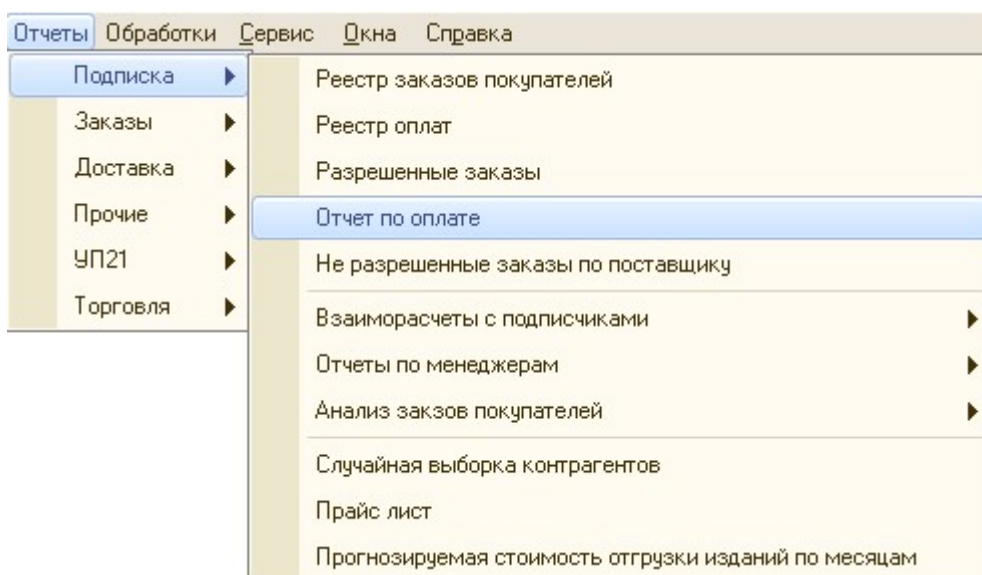 Отчеты Обработки Сервис Окна Справка
Подписка
Заказы
Доставка
Прочие
УП21
Торговля
Реестр заказов покупателей
Реестр оплат
Разрешенные заказы
Отчет по оплате
Не разрешенные заказы по поставщику
Взаиморасчеты с подписчиками
Отчеты по менеджерам
Анализ закзов покупателей
Случайная выборка контрагентов
Прайс лист
Прогнозируемая стоимость отгрузки изданий по месяцам